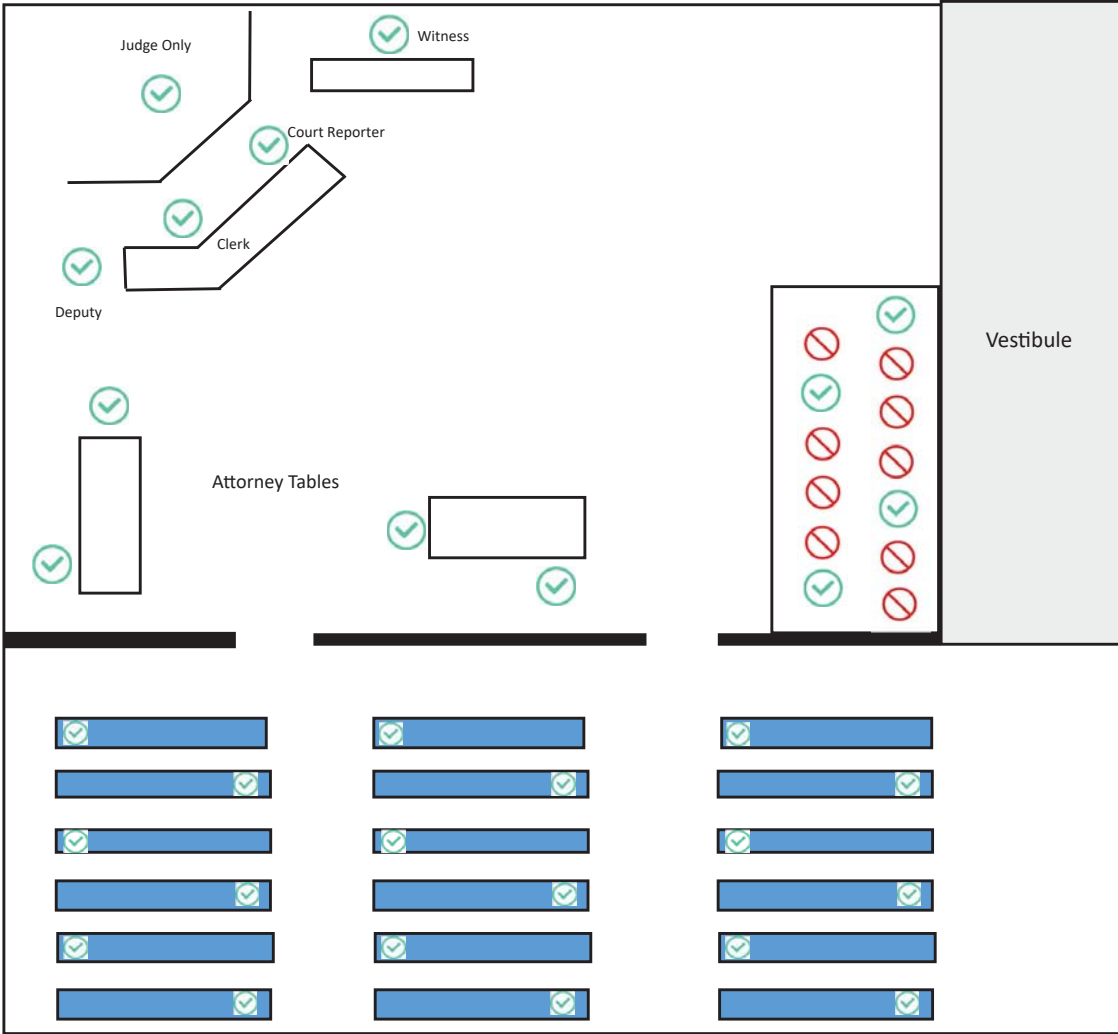 Judge Only
Witness
Court Reporter
Clerk
Deputy
Vestibule
Attorney Tables